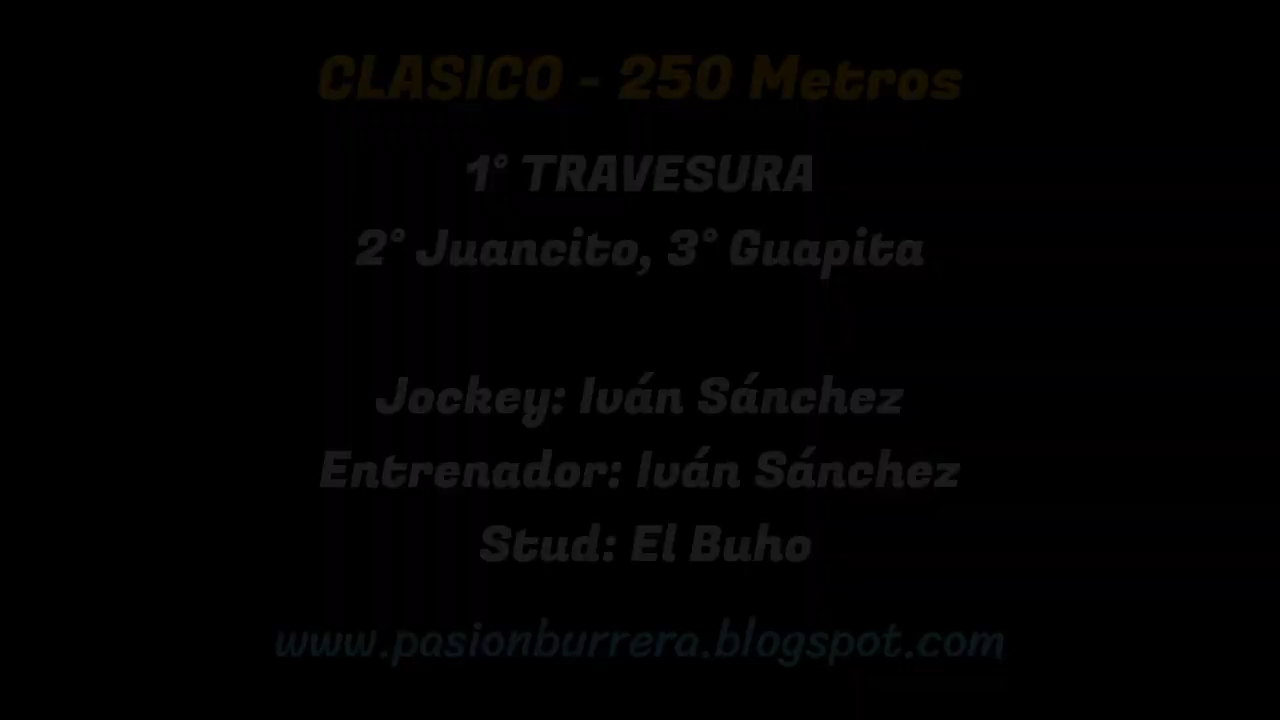 CLASICO - 250 Metros
1° TRAVESURA
2° Juancito, 3° Guapita
Jockey: Iván Sánchez
Entrenador: Iván Sánchez
Stud: El Buho
www.pasionburrera.blogspot.com